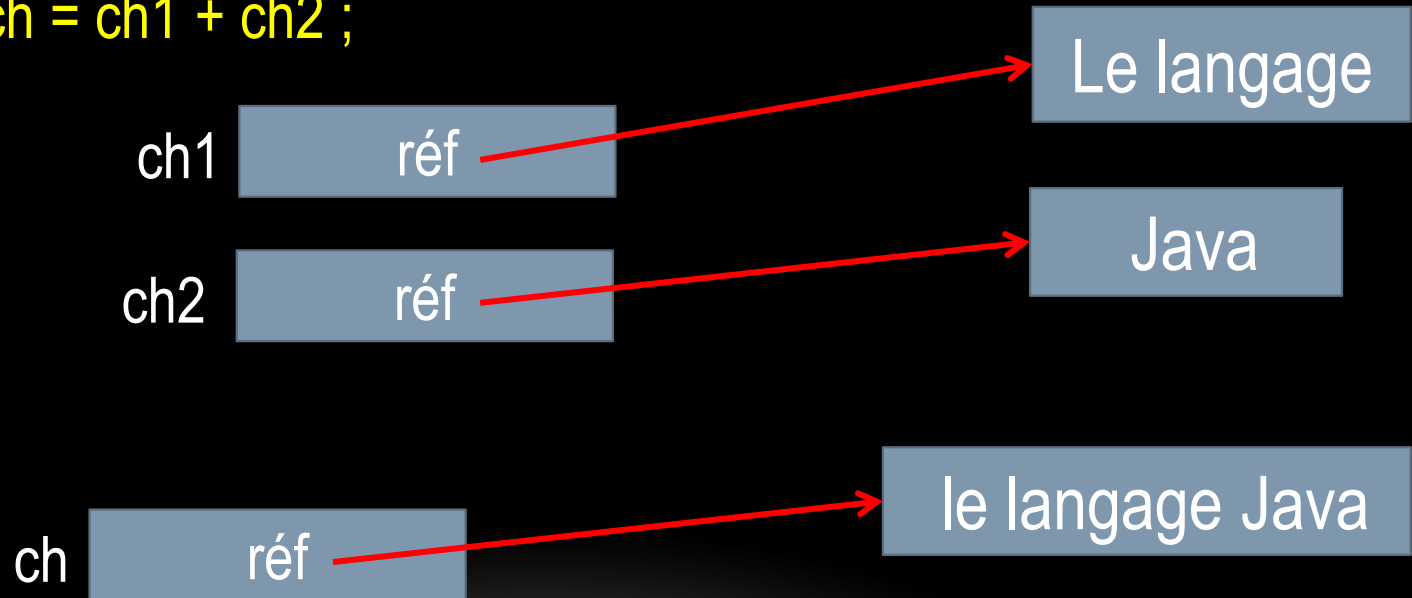 ch = ch1 + ch2 ;
Le langage
ch1 réf
Java
ch2 réf
le langage Java
ch réf